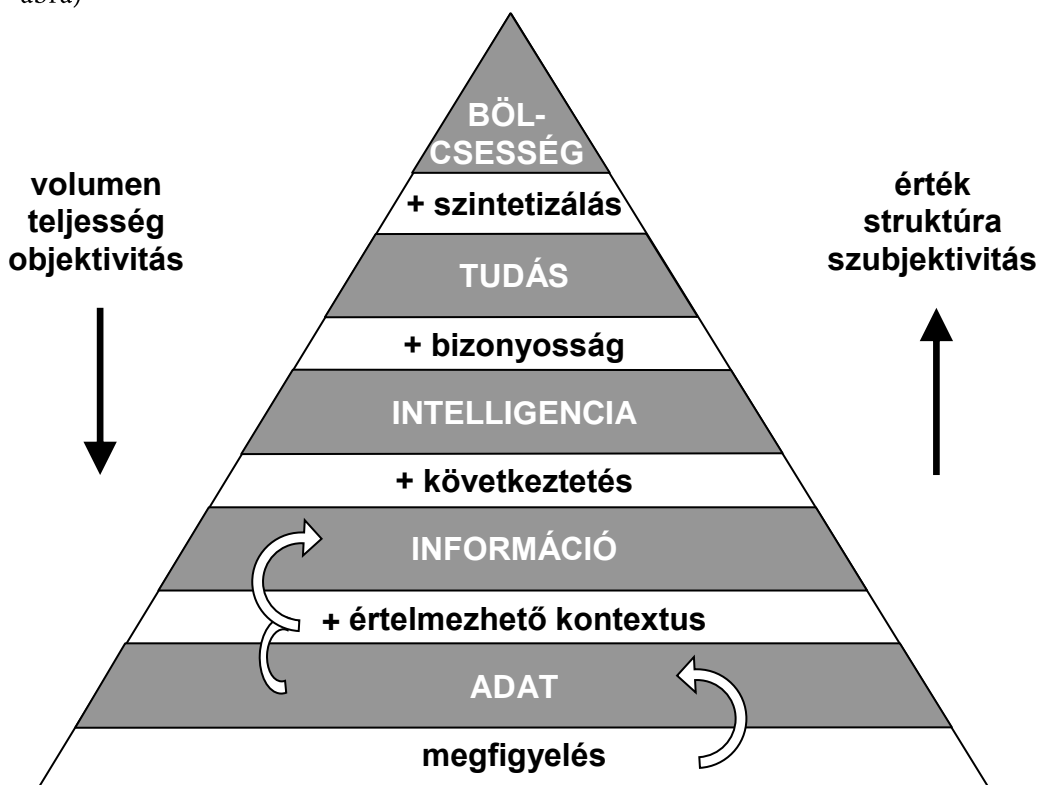 ábra)
BÖL-
CSESSÉG
+ szintetizálás
volumen
teljesség
objektivitás
érték
struktúra
szubjektivitás
TUDÁS
+ bizonyosság
INTELLIGENCIA
+ következtetés
INFORMÁCIÓ
+ értelmezhető kontextus
ADAT
megfigyelés